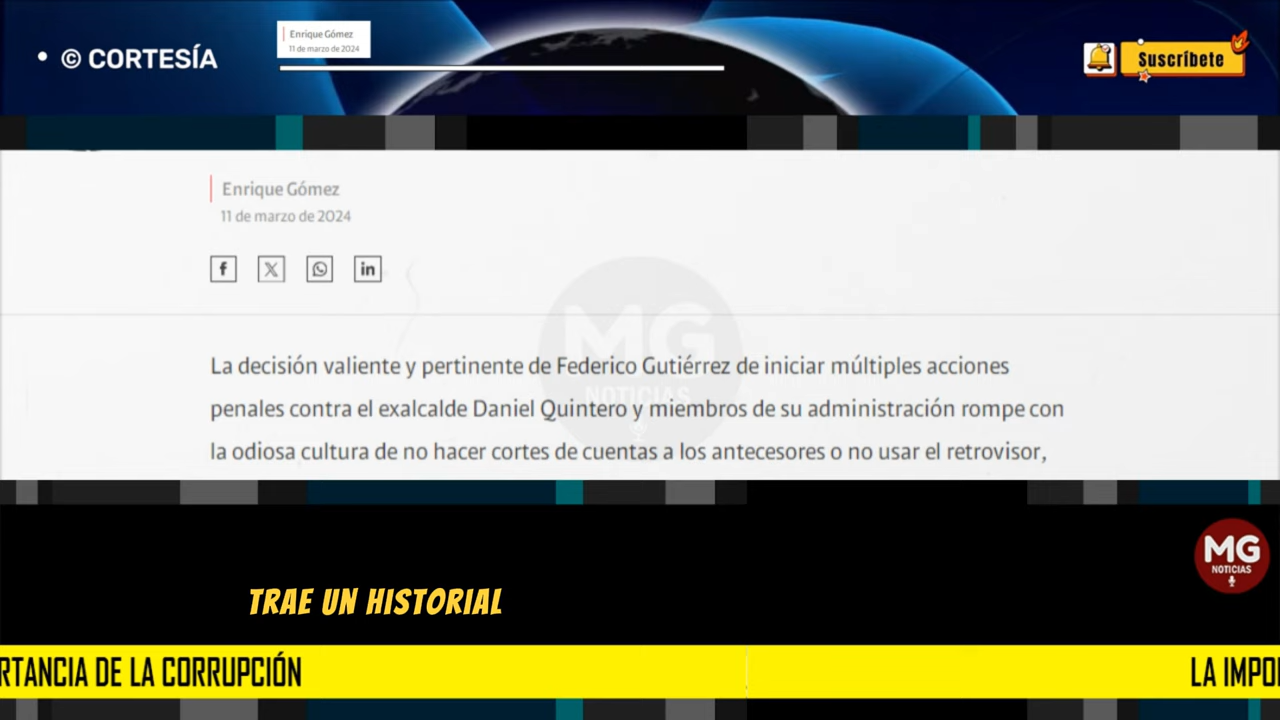 • © CORTESÍA
Enrique Gómez
11 de marzo de 2024
Suscríbete
Enrique Gómez
11 de marzo de 2024
La decisión valiente y pertinente de Federico Gutiérrez de iniciar múltiples acciones
penales contra el exalcalde Daniel Quintero y miembros de su administración rompe con
la odiosa cultura de no hacer cortes de cuentas a los antecesores o no usar el retrovisor,
MG
NOTICIAS
MG
NOTICIAS
TRAE UN HISTORIAL
RTANCIA DE LA CORRUPCIÓN
LA IMPO